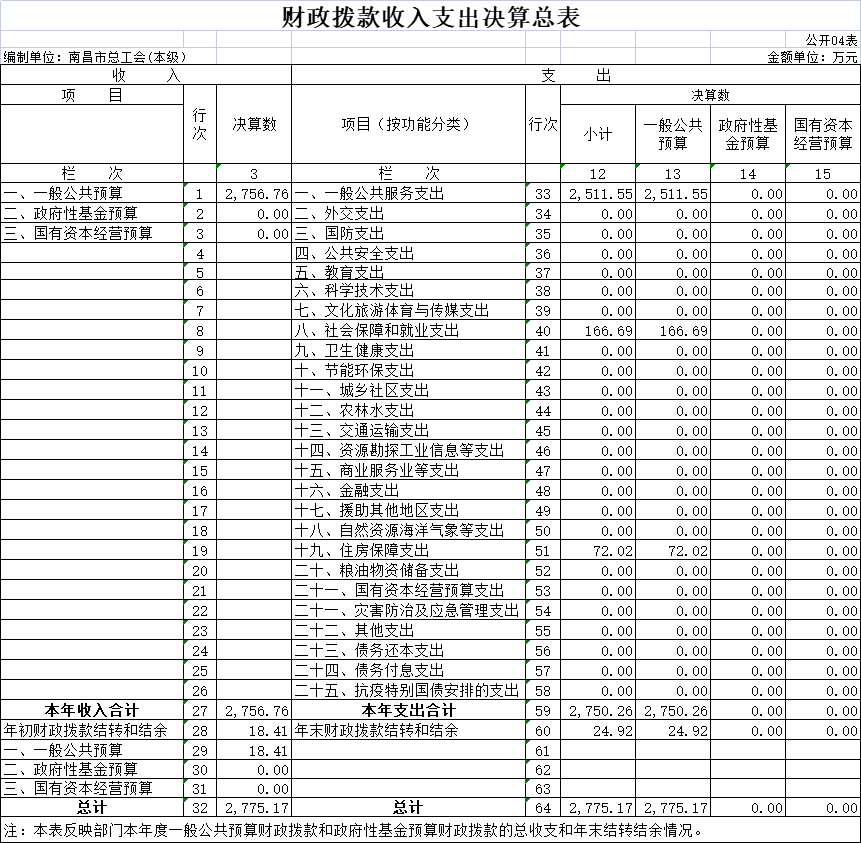 财政拨款收入支出决算总表
公开04表
编制单位：南昌市总工会(本级) 金额单位：万元
收 入 支 出
项 目 行次 决算数 项目（按功能分类） 行次 决算数
小计 一般公共预算 政府性基金预算 国有资本经营预算
栏 次 3 栏 次 12 13 14 15
一、一般公共预算 1 2,756.76 一、一般公共服务支出 33 2,511.55 2,511.55 0.00 0.00
二、政府性基金预算 2 0.00 二、外交支出 34 0.00 0.00 0.00 0.00
三、国有资本经营预算 3 0.00 三、国防支出 35 0.00 0.00 0.00 0.00
4 四、公共安全支出 36 0.00 0.00 0.00 0.00
5 五、教育支出 37 0.00 0.00 0.00 0.00
6 六、科学技术支出 38 0.00 0.00 0.00 0.00
7 七、文化旅游体育与传媒支出 39 0.00 0.00 0.00 0.00
8 八、社会保障和就业支出 40 166.69 166.69 0.00 0.00
9 九、卫生健康支出 41 0.00 0.00 0.00 0.00
10 十、节能环保支出 42 0.00 0.00 0.00 0.00
11 十一、城乡社区支出 43 0.00 0.00 0.00 0.00
12 十二、农林水支出 44 0.00 0.00 0.00 0.00
13 十三、交通运输支出 45 0.00 0.00 0.00 0.00
14 十四、资源勘探工业信息等支出 46 0.00 0.00 0.00 0.00
15 十五、商业服务业等支出 47 0.00 0.00 0.00 0.00
16 十六、金融支出 48 0.00 0.00 0.00 0.00
17 十七、援助其他地区支出 49 0.00 0.00 0.00 0.00
18 十八、自然资源海洋气象等支出 50 0.00 0.00 0.00 0.00
19 十九、住房保障支出 51 72.02 72.02 0.00 0.00
20 二十、粮油物资储备支出 52 0.00 0.00 0.00 0.00
21 二十一、国有资本经营预算支出 53 0.00 0.00 0.00 0.00
22 二十一、灾害防治及应急管理支出 54 0.00 0.00 0.00 0.00
23 二十二、其他支出 55 0.00 0.00 0.00 0.00
24 二十三、债务还本支出 56 0.00 0.00 0.00 0.00
25 二十四、债务付息支出 57 0.00 0.00 0.00 0.00
26 二十五、抗疫特别国债安排的支出 58 0.00 0.00 0.00 0.00
本年收入合计 27 2,756.76 本年支出合计 59 2,750.26 2,750.26 0.00 0.00
年初财政拨款结转和结余 28 18.41 年末财政拨款结转和结余 60 24.92 24.92 0.00 0.00
一、一般公共预算 29 18.41 61
二、政府性基金预算 30 0.00 62
三、国有资本经营预算 31 0.00 63
总计 32 2,775.17 总计 64 2,775.17 2,775.17 0.00 0.00
注：本表反映部门本年度一般公共预算财政拨款和政府性基金预算财政拨款的总收支和年末结转结余情况。